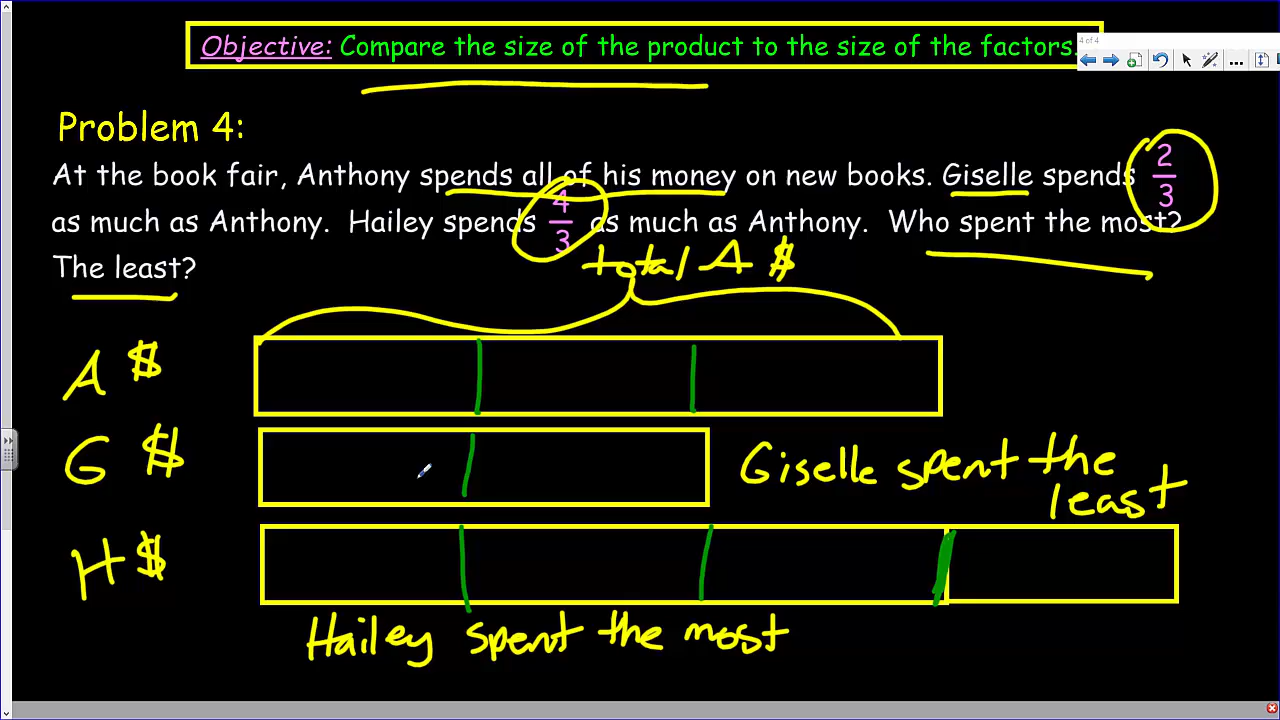 Objective: Compare the size of the product to the size of the factors.
4 of 4
Problem 4:
At the book fair, Anthony spends all of his money on new books. Giselle spends 2/3
as much as Anthony. Hailey spends 4/3 as much as Anthony. Who spent the most?
The least?
total A $
A $
G $
Giselle spent the
least
H $
Hailey spent the most